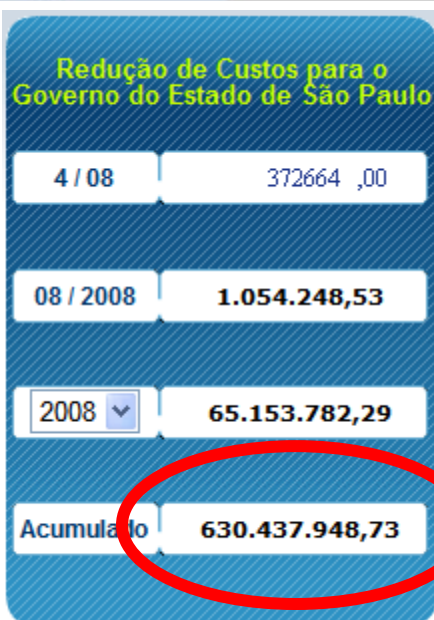 Redução de Custos para o
Governo do Estado de São Paulo
4 / 08 372664 ,00
08 / 2008 1.054.248,53
2008 65.153.782,29
Acumulado 630.437.948,73